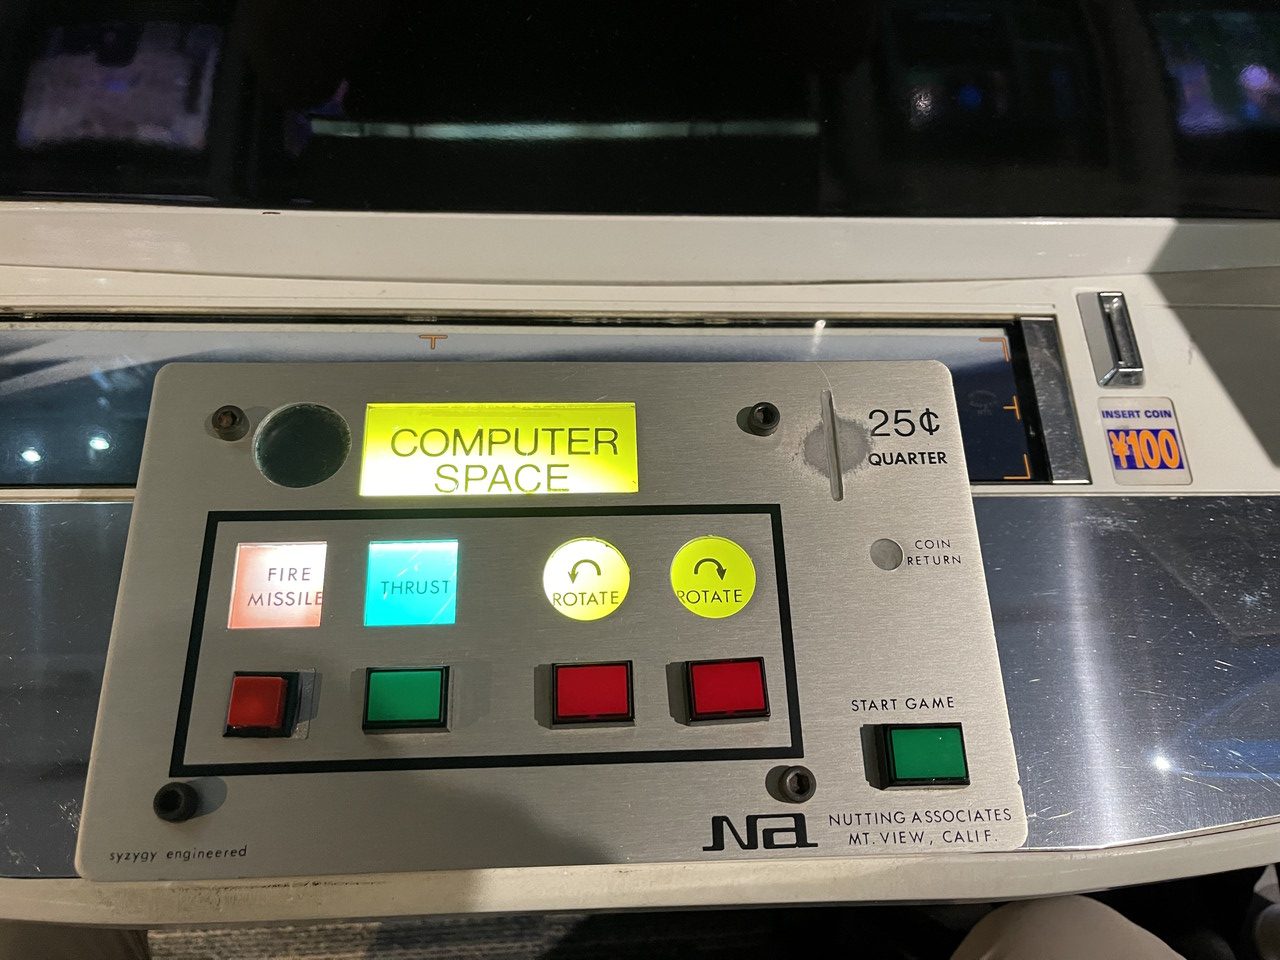 COMPUTER
SPACE
25¢
QUARTER
INSERT COIN
¥100
COIN
RETURN
FIRE
MISSILE
THRUST
ROTATE
ROTATE
START GAME
Na
NUTTING ASSOCIATES
MT. VIEW, CALIF.
syzygy engineered